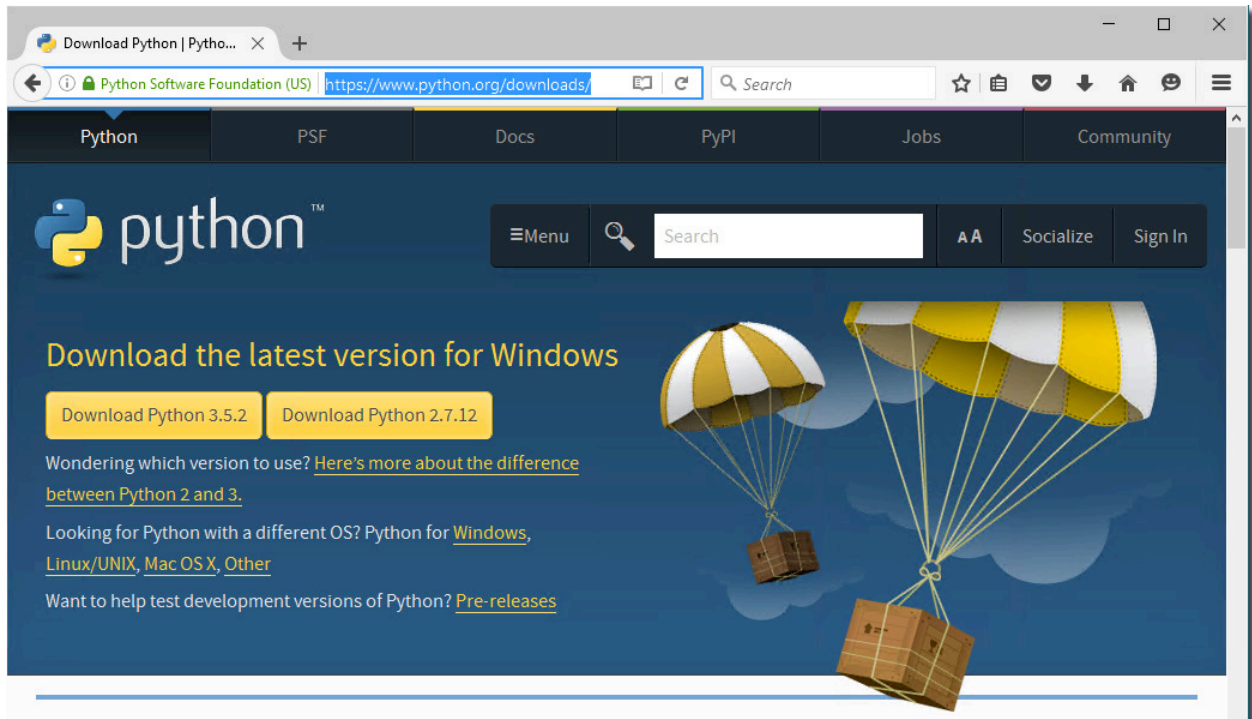 Download Python | Pytho...
Python Software Foundation (US) https://www.python.org/downloads/ Search
Python PSF Docs PyPI Jobs Community
python™
≡Menu Search AA Socialize Sign In
Download the latest version for Windows
Download Python 3.5.2 Download Python 2.7.12
Wondering which version to use? Here's more about the difference
between Python 2 and 3.
Looking for Python with a different OS? Python for Windows,
Linux/UNIX, Mac OS X, Other
Want to help test development versions of Python? Pre-releases